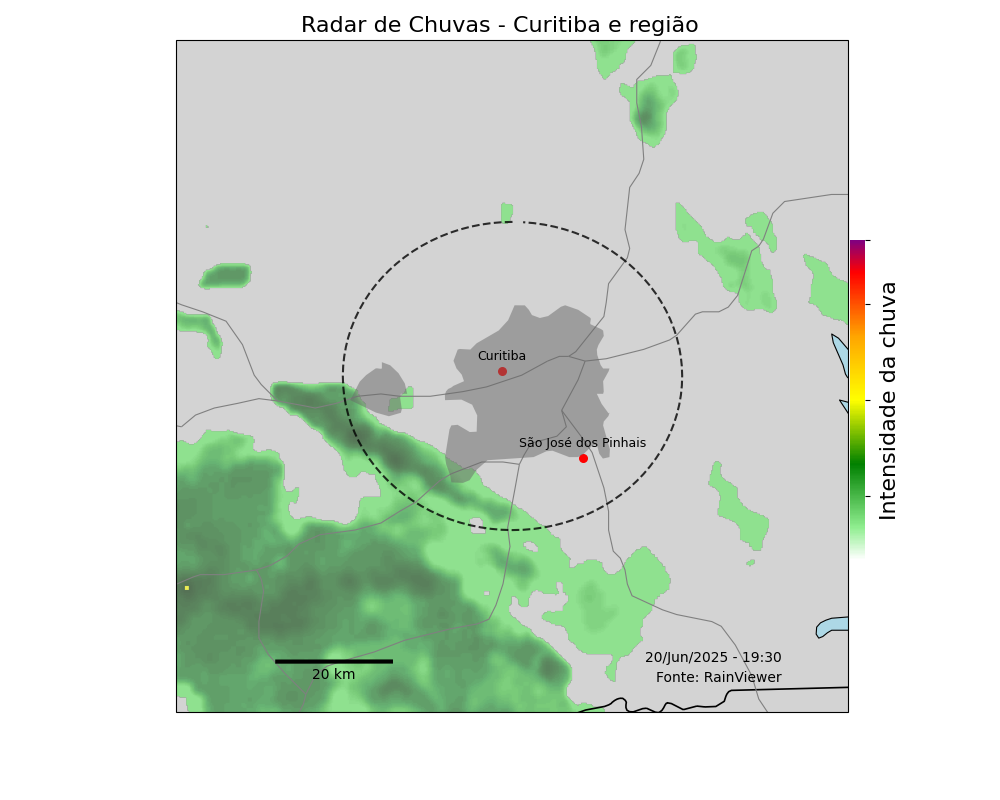 Radar de Chuvas - Curitiba e região
Curitiba
São José dos Pinhais
Intensidade da chuva
20/Jun/2025 - 19:30
Fonte: RainViewer
20 km